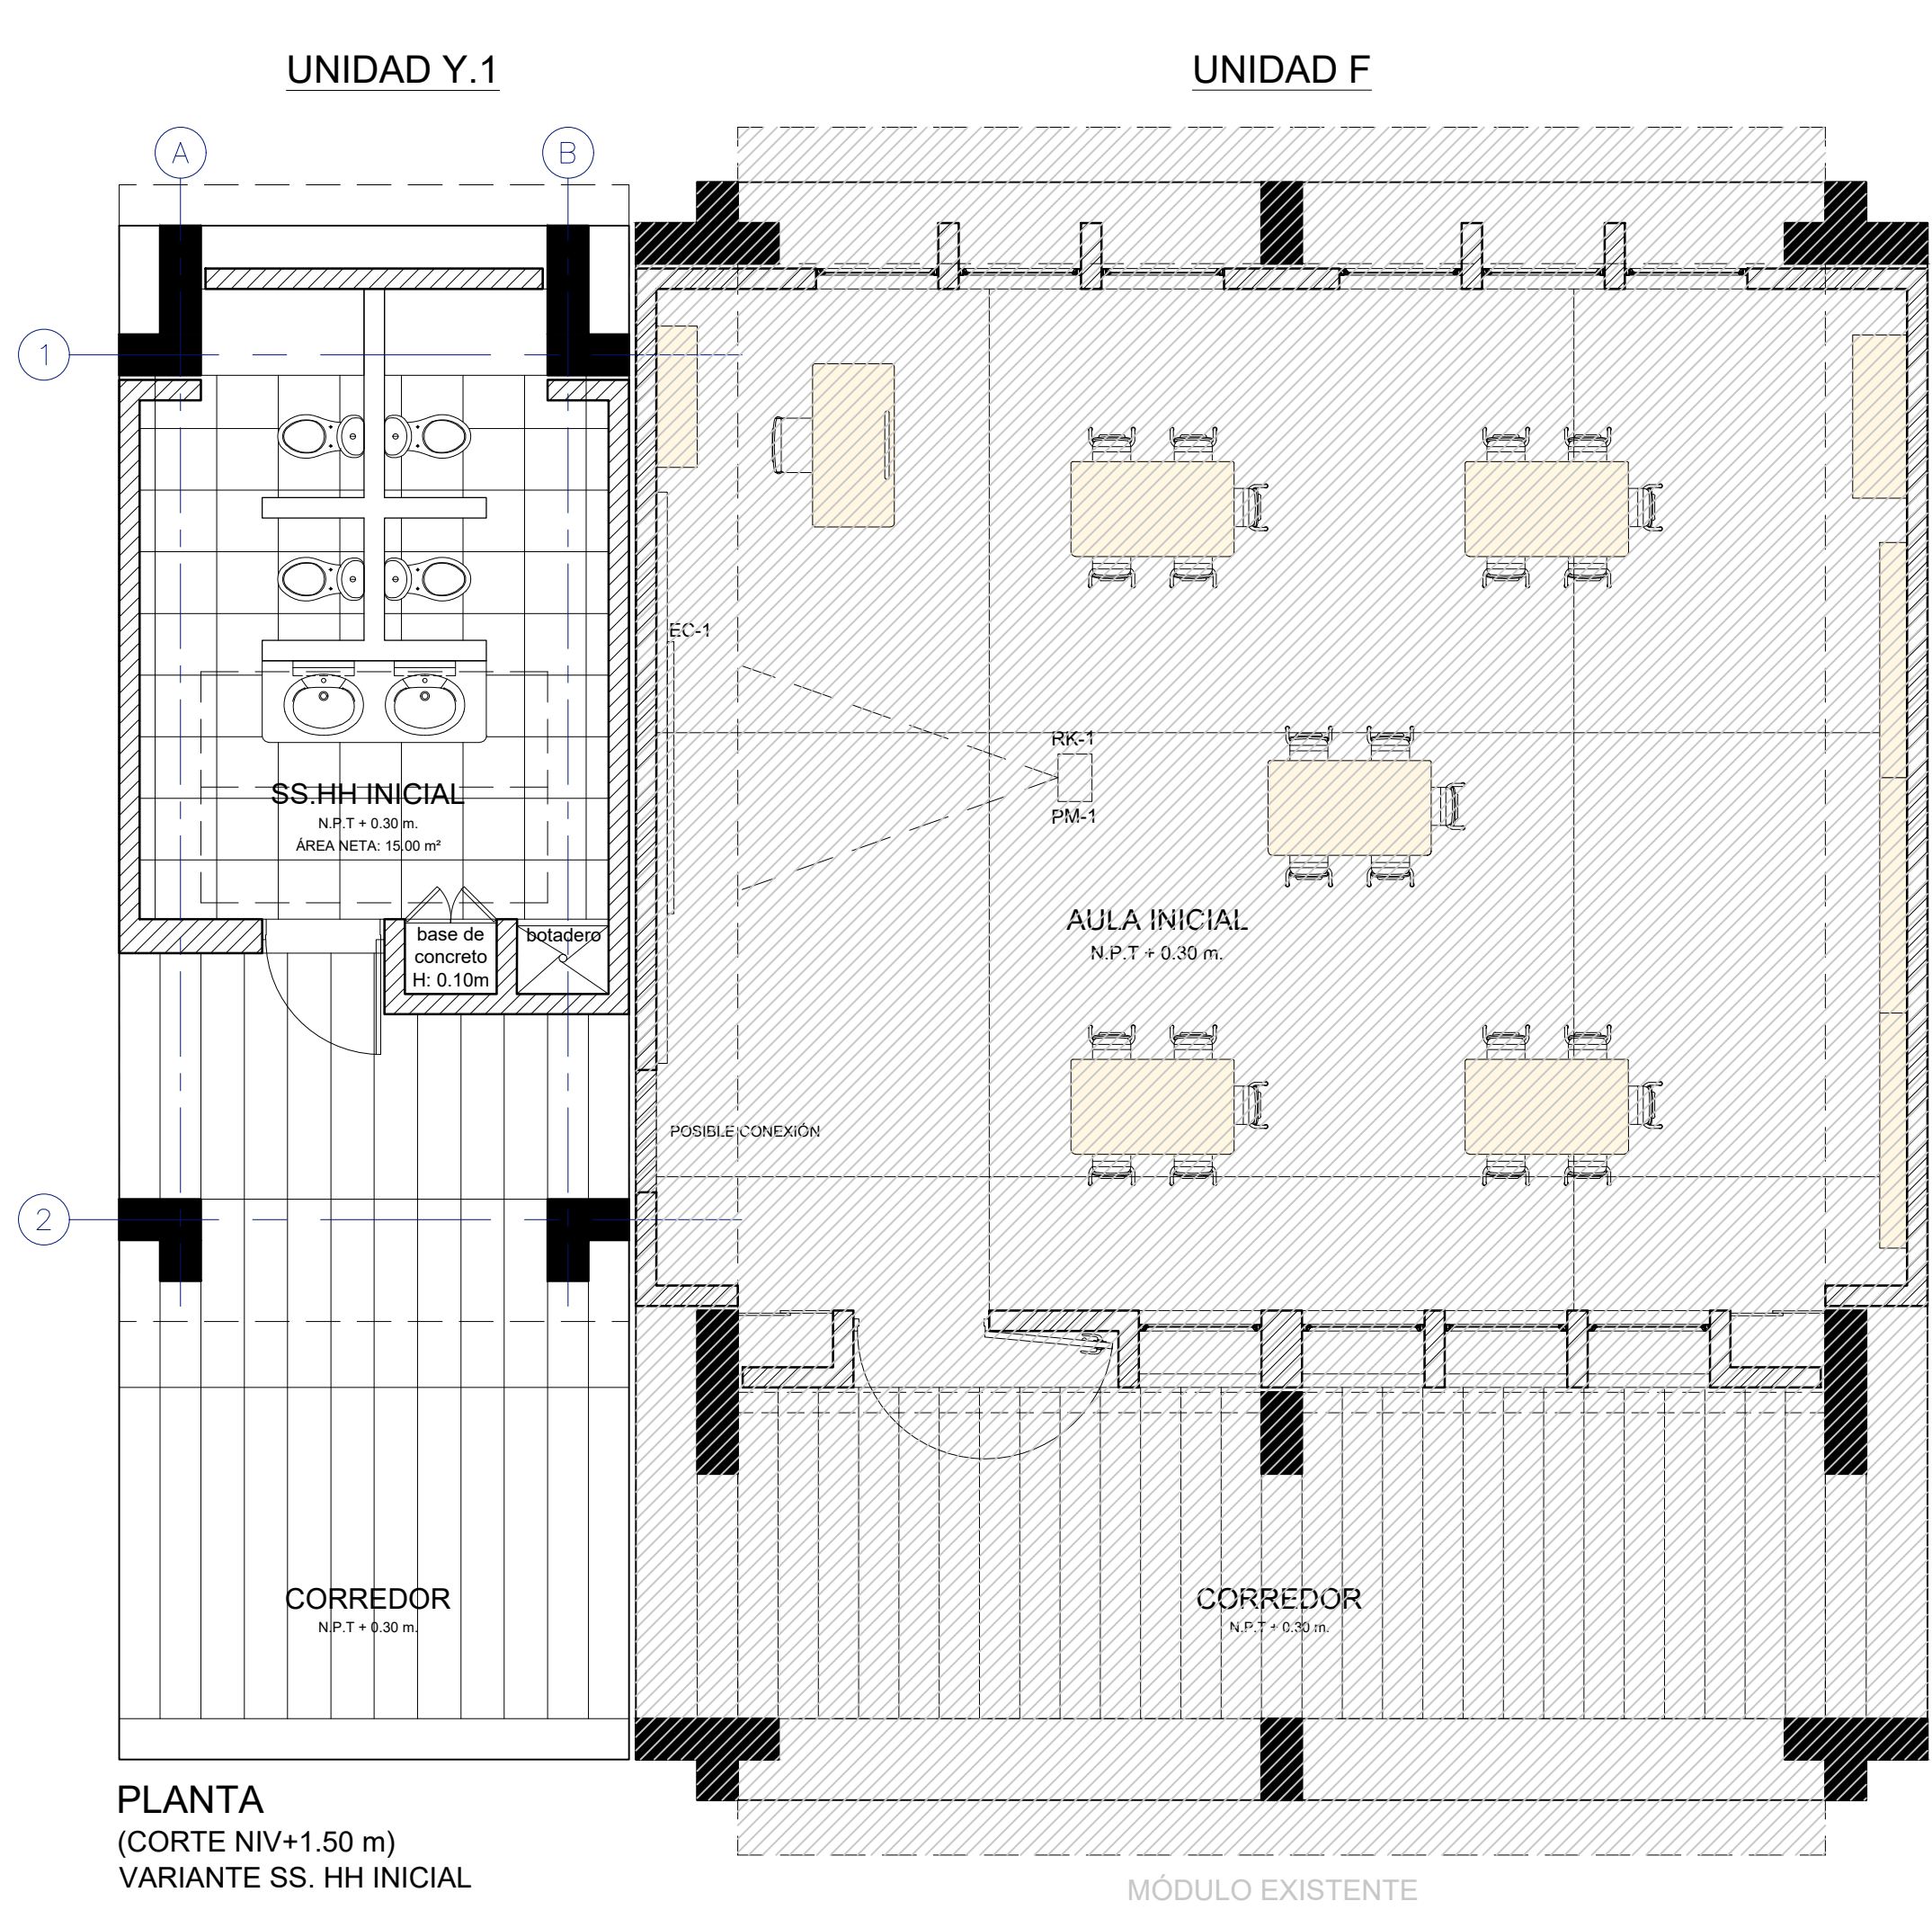 UNIDAD Y.1
UNIDAD F
A
B
1
EC-1
RK-1
PM-1
SS.HH INICIAL
N.P.T + 0.30 m.
ÁREA NETA: 15.00 m²
AULA INICIAL
N.P.T + 0.30 m.
base de
concreto
H: 0.10m
botadero
POSIBLE CONEXIÓN
2
CORREDOR
N.P.T + 0.30 m.
CORREDOR
N.P.T + 0.30 m.
PLANTA
(CORTE NIV+1.50 m)
VARIANTE SS. HH INICIAL
MÓDULO EXISTENTE